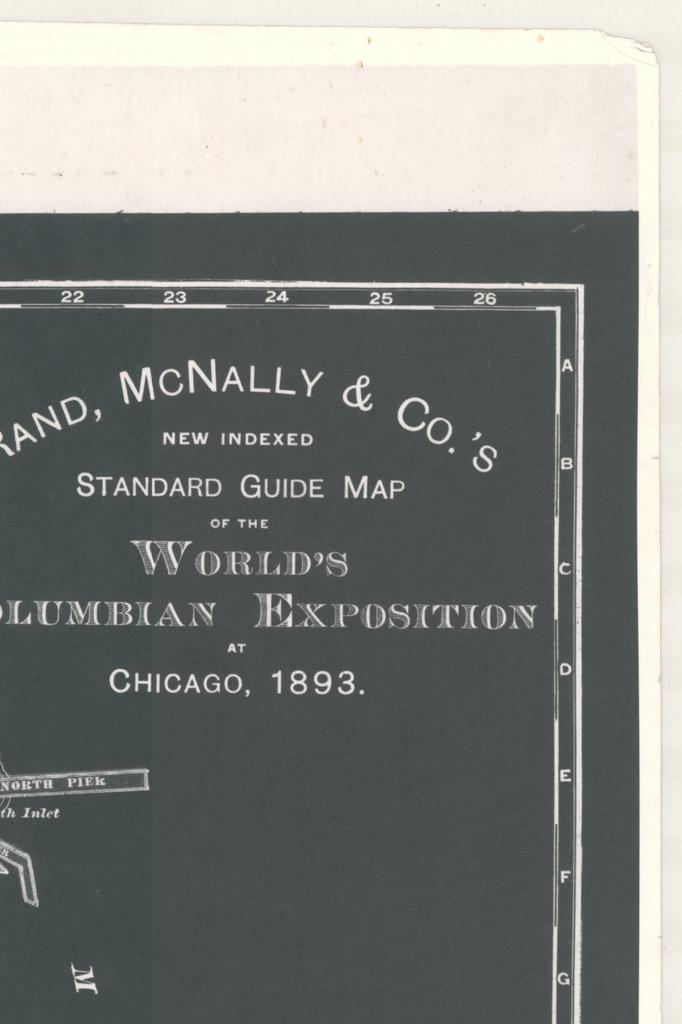 22 23 24 25 26
RAND, MCNALLY & CO.'S
NEW INDEXED
STANDARD GUIDE MAP
OF THE
WORLD'S
OLUMBIAN EXPOSITION
AT
CHICAGO, 1893.
A
B
C
D
E
F
G
NORTH PIER
th Inlet
M